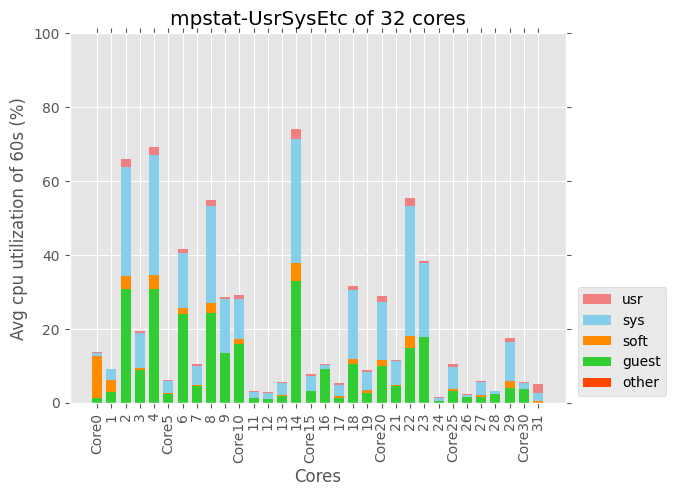 mpstat-UsrSysEtc of 32 cores
Avg cpu utilization of 60s (%)
100
80
60
40
20
0
Core0
1
2
3
4
Core5
6
7
8
9
Core10
11
12
13
14
Core15
16
17
18
19
Core20
21
22
23
24
Core25
26
27
28
29
Core30
31
Cores
usr
sys
soft
guest
other